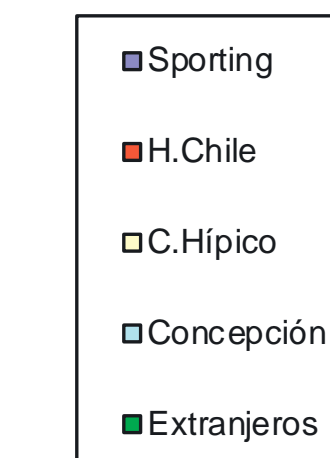 Sporting
H.Chile
C.Hípico
Concepción
Extranjeros